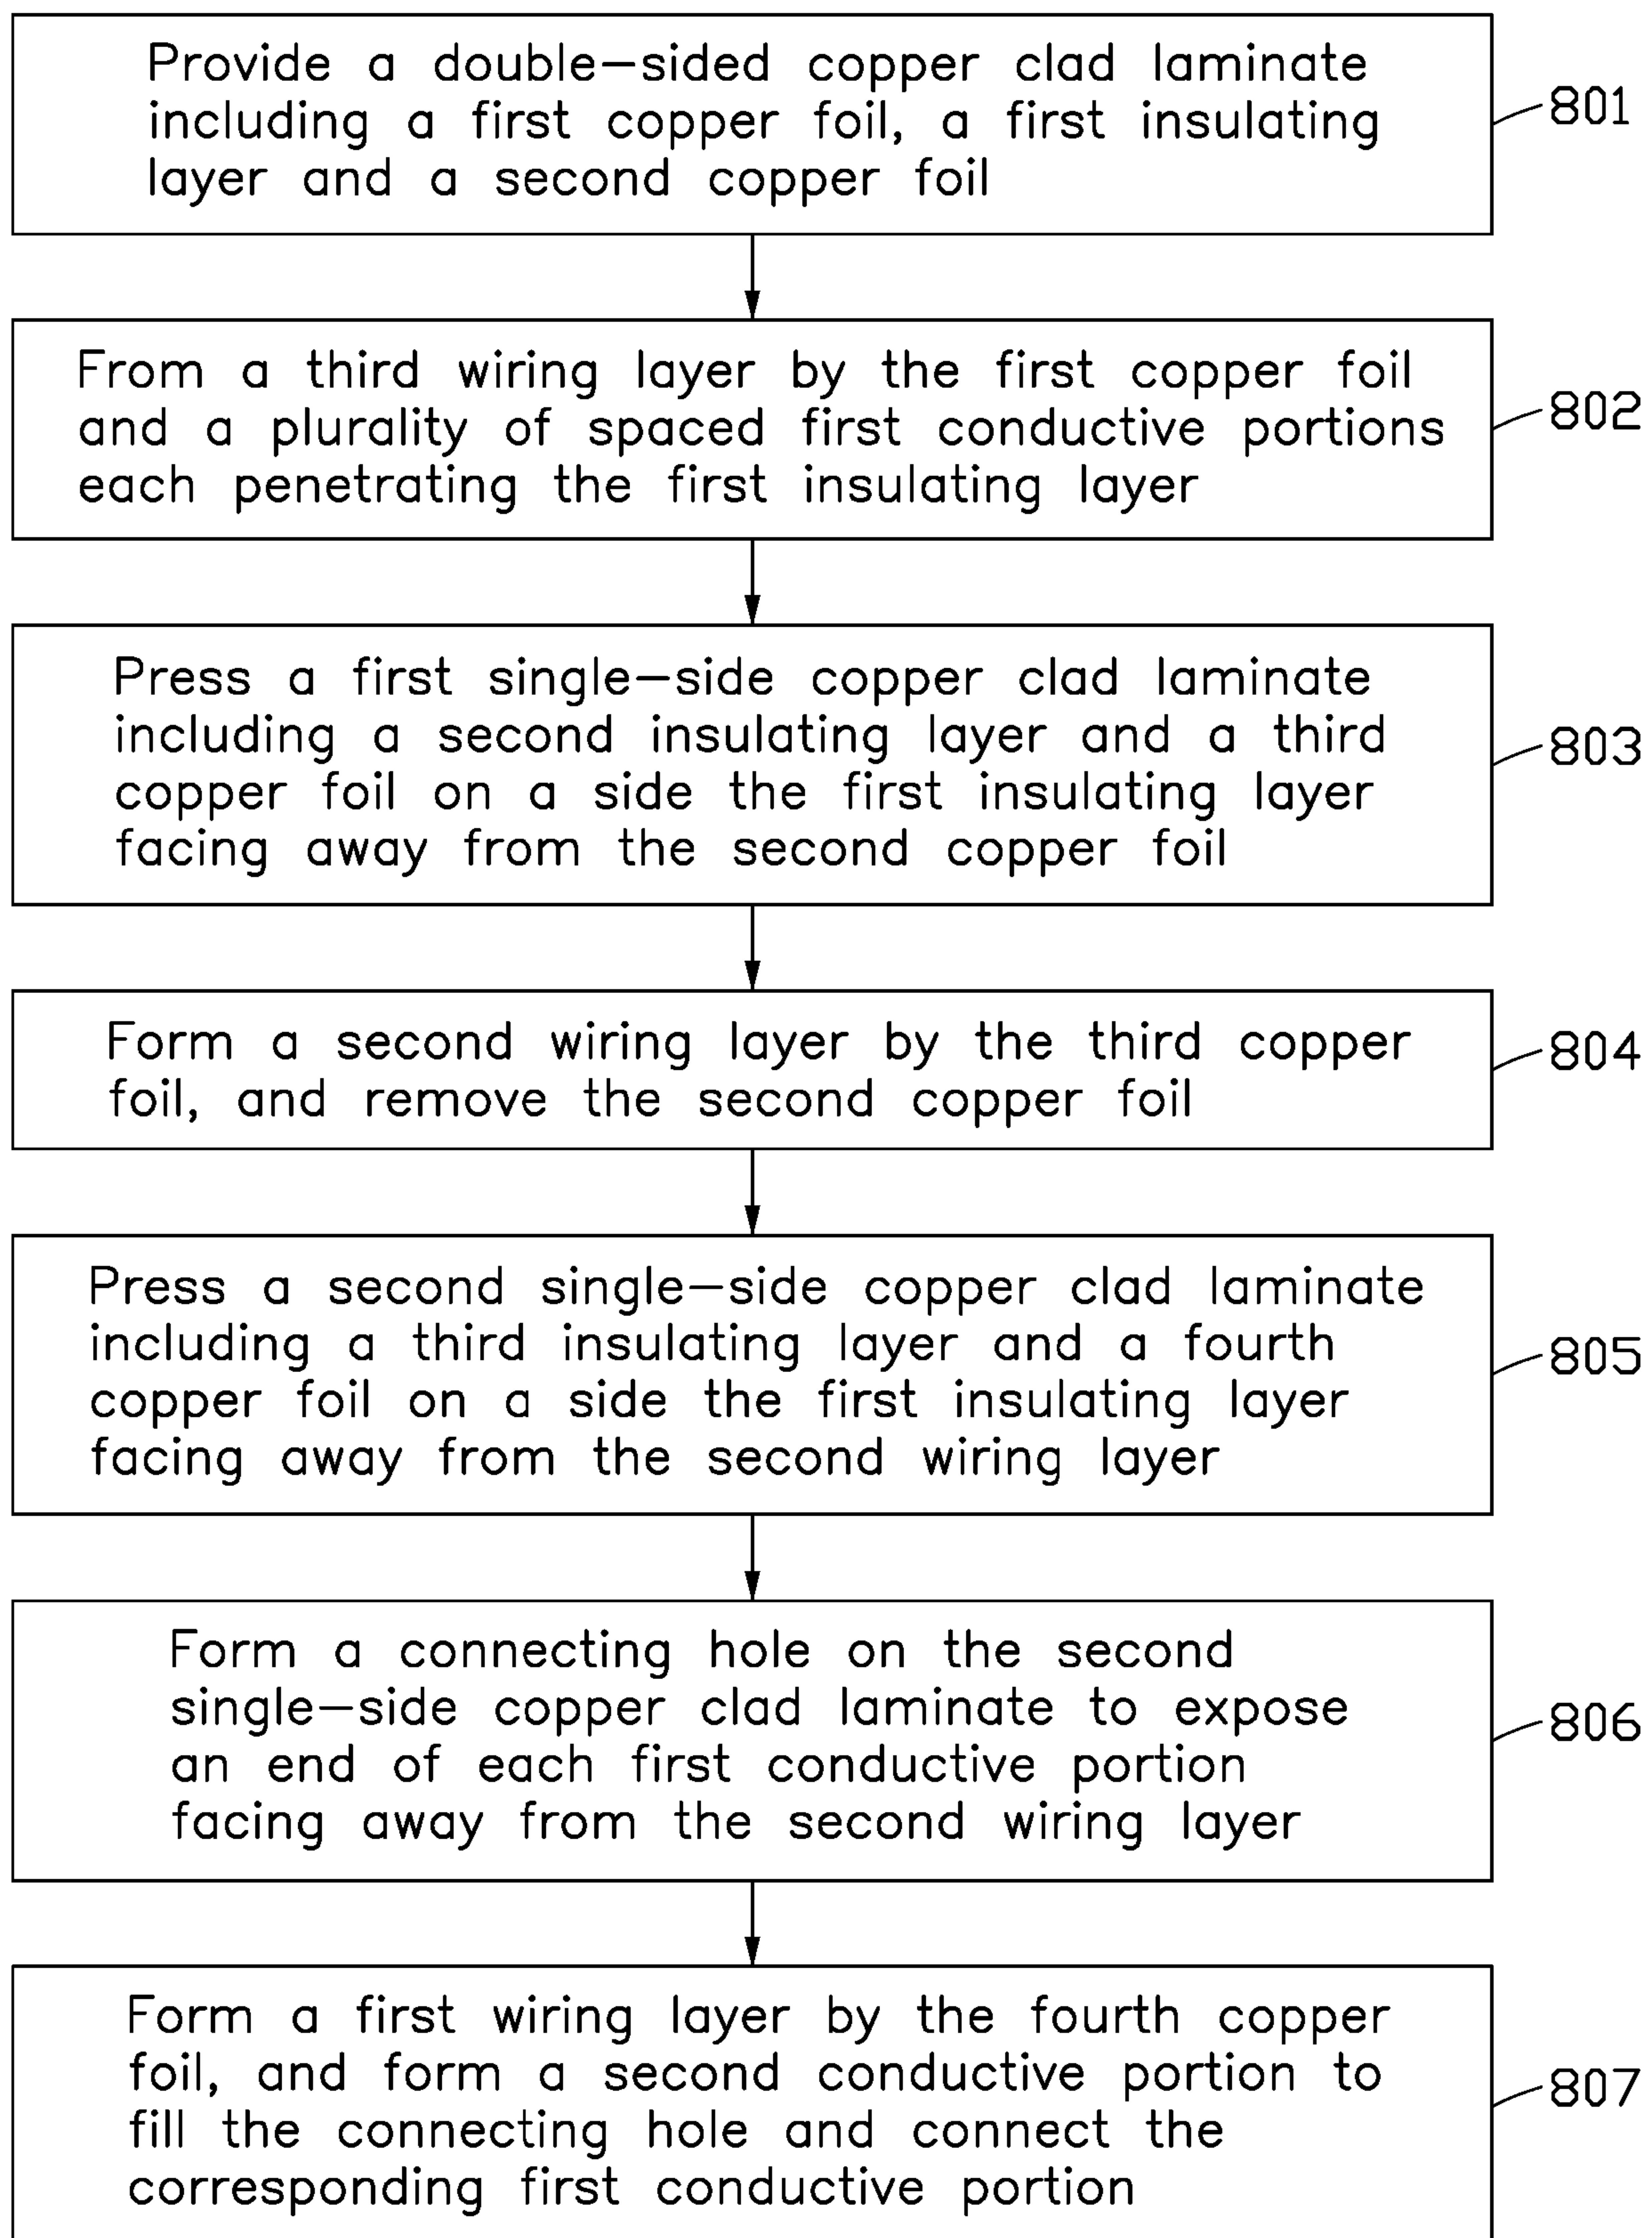 Provide a double-sided copper clad laminate
including a first copper foil, a first insulating
layer and a second copper foil
801
From a third wiring layer by the first copper foil
and a plurality of spaced first conductive portions
each penetrating the first insulating layer
802
Press a first single-side copper clad laminate
including a second insulating layer and a third
copper foil on a side the first insulating layer
facing away from the second copper foil
803
Form a second wiring layer by the third copper
foil, and remove the second copper foil
804
Press a second single-side copper clad laminate
including a third insulating layer and a fourth
copper foil on a side the first insulating layer
facing away from the second wiring layer
805
Form a connecting hole on the second
single-side copper clad laminate to expose
an end of each first conductive portion
facing away from the second wiring layer
806
Form a first wiring layer by the fourth copper
foil, and form a second conductive portion to
fill the connecting hole and connect the
corresponding first conductive portion
807